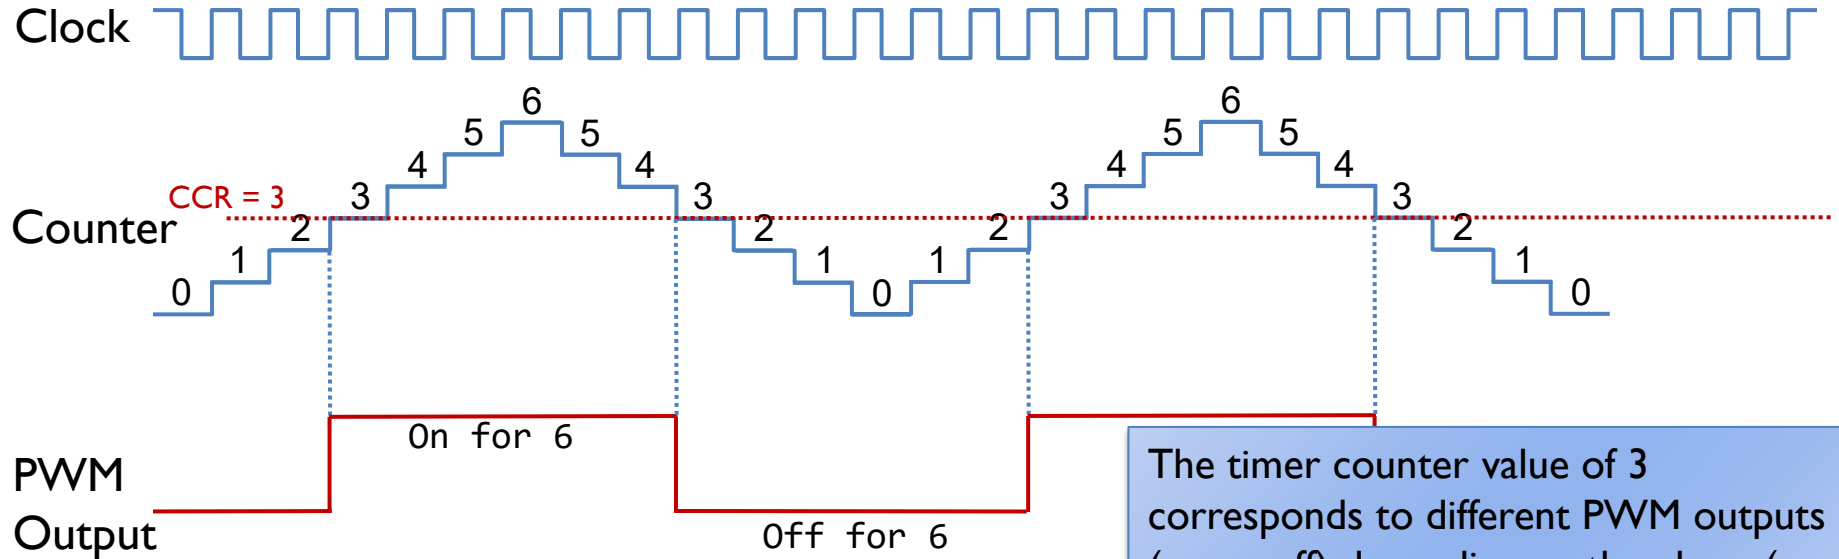 Clock
6 6
5 5 5 5
4 4 4 4
CCR = 3 3 3 3 3
Counter 2 2 2 2
1 1 1 1
0 0 0
On for 6
PWM
Output
Off for 6
The timer counter value of 3
corresponds to different PWM outputs